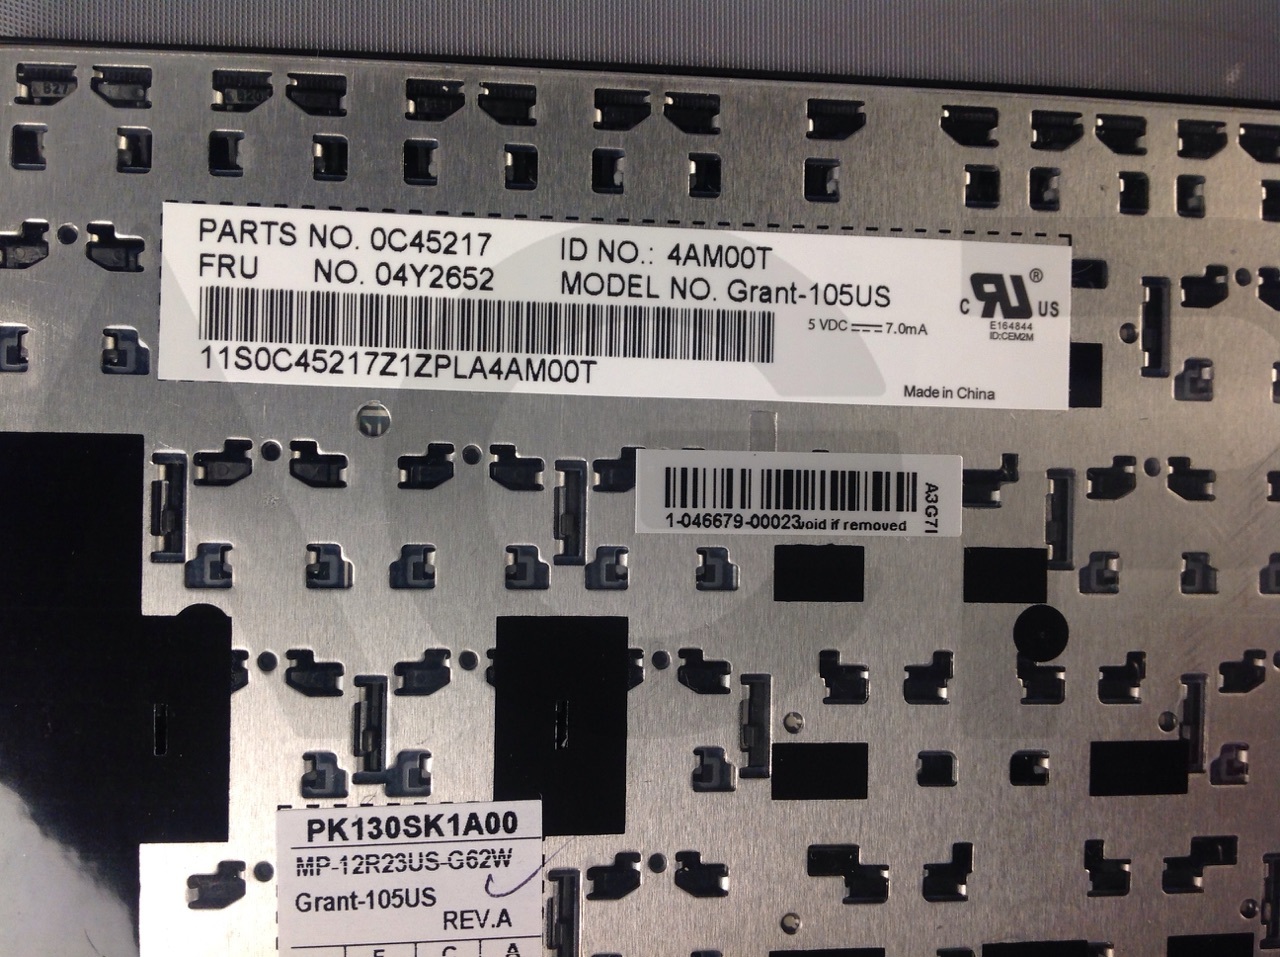 PARTS NO. 0C45217
FRU NO. 04Y2652
ID NO.: 4AM00T
MODEL NO. Grant-105US
5 VDC 7.0mA
C RU ® US
E164844
ID:CEM2M
11S0C45217Z1ZPLA4AM00T
Made in China
1-046679-00023 void if removed
A3G7I
PK130SK1A00
MP-12R23US-G62W
Grant-105US
REV.A